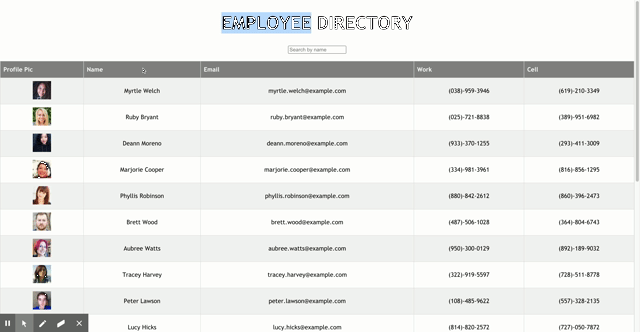 EMPLOYEE DIRECTORY
Search by name
Profile Pic Name Email Work Cell
Myrtle Welch myrtle.welch@example.com (038)-959-3946 (619)-210-3349
Ruby Bryant ruby.bryant@example.com (025)-721-8838 (389)-951-6982
Deann Moreno deann.moreno@example.com (933)-370-1255 (293)-411-3009
Marjorie Cooper marjorie.cooper@example.com (334)-981-3961 (816)-856-1295
Phyllis Robinson phyllis.robinson@example.com (880)-842-2612 (860)-396-2473
Brett Wood brett.wood@example.com (487)-506-1028 (364)-804-6743
Aubree Watts aubree.watts@example.com (950)-300-0129 (892)-189-9032
Tracey Harvey tracey.harvey@example.com (322)-919-5597 (728)-511-8778
Peter Lawson peter.lawson@example.com (108)-485-9622 (557)-328-2135
Lucy Hicks lucy.hicks@example.com (814)-820-2572 (727)-050-7872